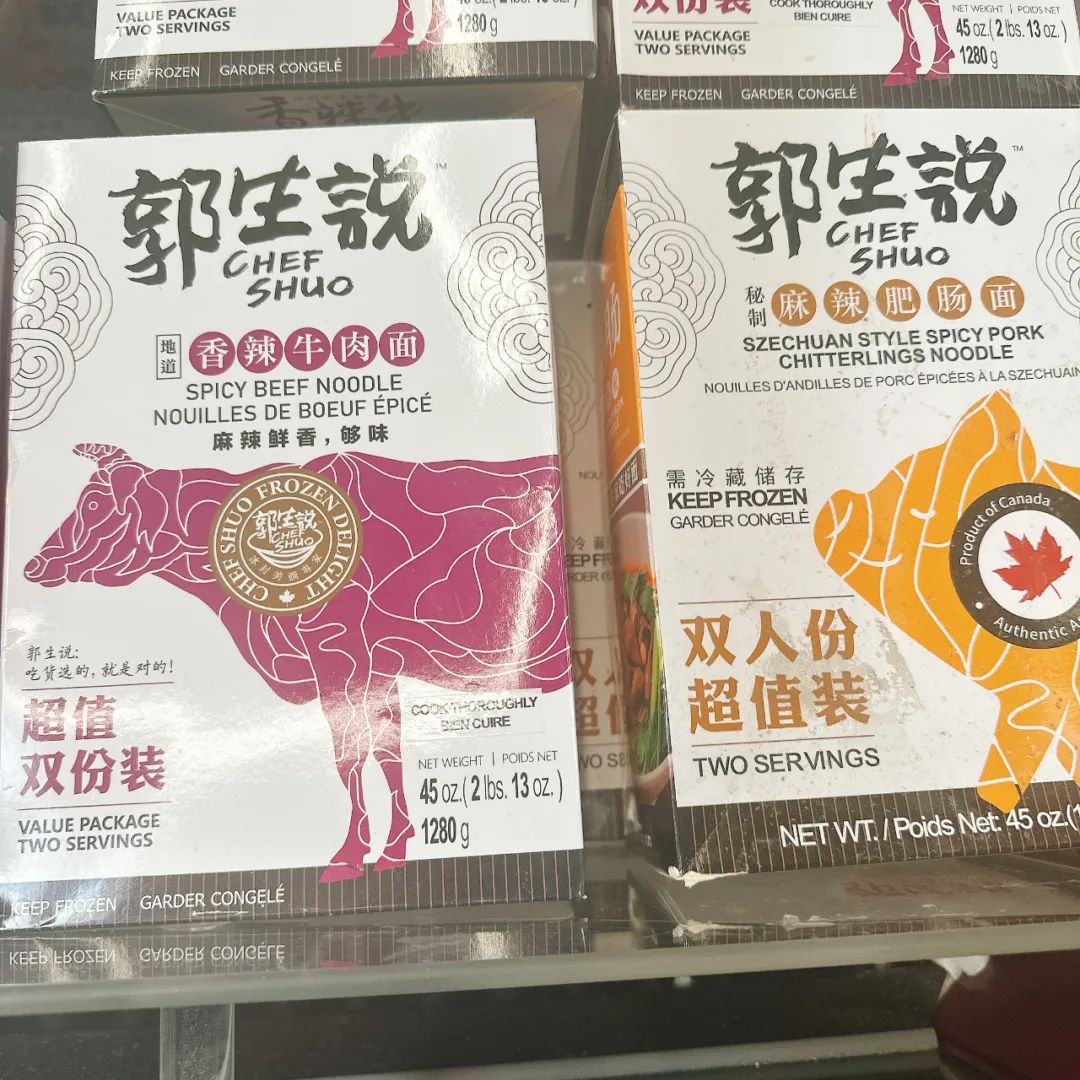 VALUE PACKAGE
TWO SERVINGS
1280 g
KEEP FROZEN GARDER CONGELÉ
双份装
VALUE PACKAGE
TWO SERVINGS
COOK THOROUGHLY
BIEN CUIRE
NET WEIGHT | POIDS NET
45 oz.(2 lbs. 13 oz.)
1280 g
KEEP FROZEN GARDER CONGELÉ
郭生説™
CHEF
SHUO
地道
香辣牛肉面
SPICY BEEF NOODLE
NOUILLES DE BOEUF ÉPICÉ
麻辣鲜香,够味
CHEF SHUO FROZEN DELIGHT
郭生説
CHEF
SHUO
郭生说:
吃货选的,就是对的!
超值
双份装
VALUE PACKAGE
TWO SERVINGS
COOK THOROUGHLY
BIEN CUIRE
NET WEIGHT | POIDS NET
45 oz.(2 lbs. 13 oz.)
1280 g
KEEP FROZEN GARDER CONGELÉ
郭生説™
CHEF
SHUO
秘制
麻辣肥肠面
SZECHUAN STYLE SPICY PORK
CHITTERLINGS NOODLE
NOUILLES D'ANDILLES DE PORC ÉPICÉES À LA SZECHUAIN
需冷藏储存
KEEP FROZEN
GARDER CONGELÉ
Product of Canada
Authentic
双人份
超值装
TWO SERVINGS
NET WT. / Poids Net: 45 oz.